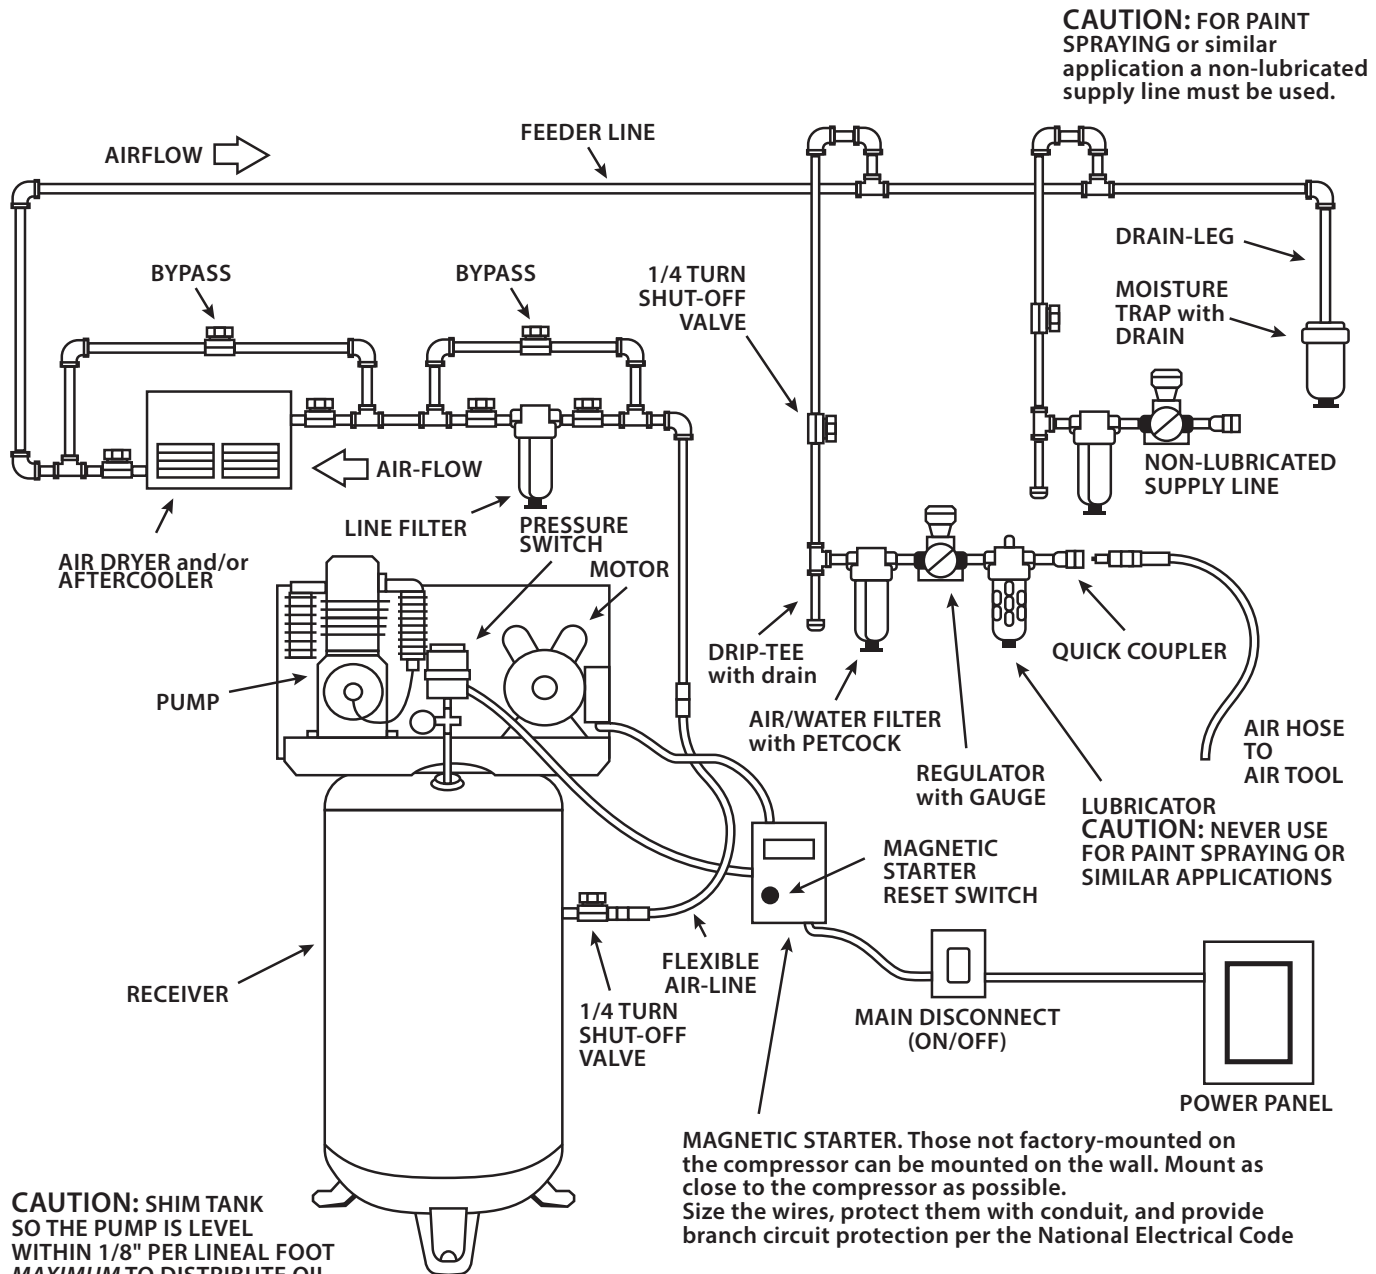 CAUTION: FOR PAINT
SPRAYING or similar
application a non-lubricated
supply line must be used.
FEEDER LINE
AIRFLOW
DRAIN-LEG
BYPASS
BYPASS
1/4 TURN
SHUT-OFF
VALVE
MOISTURE
TRAP with
DRAIN
AIR-FLOW
NON-LUBRICATED
SUPPLY LINE
LINE FILTER
PRESSURE
SWITCH
AIR DRYER and/or
AFTERCOOLER
MOTOR
DRIP-TEE
with drain
QUICK COUPLER
PUMP
AIR/WATER FILTER
with PETCOCK
AIR HOSE
TO
AIR TOOL
REGULATOR
with GAUGE
LUBRICATOR
CAUTION: NEVER USE
FOR PAINT SPRAYING OR
SIMILAR APPLICATIONS
MAGNETIC
STARTER
RESET SWITCH
RECEIVER
FLEXIBLE
AIR-LINE
1/4 TURN
SHUT-OFF
VALVE
MAIN DISCONNECT
(ON/OFF)
POWER PANEL
MAGNETIC STARTER. Those not factory-mounted on
the compressor can be mounted on the wall. Mount as
close to the compressor as possible.
Size the wires, protect them with conduit, and provide
branch circuit protection per the National Electrical Code
CAUTION: SHIM TANK
SO THE PUMP IS LEVEL
WITHIN 1/8" PER LINEAL FOOT
MAXIMUM TO DISTRIBUTE OIL